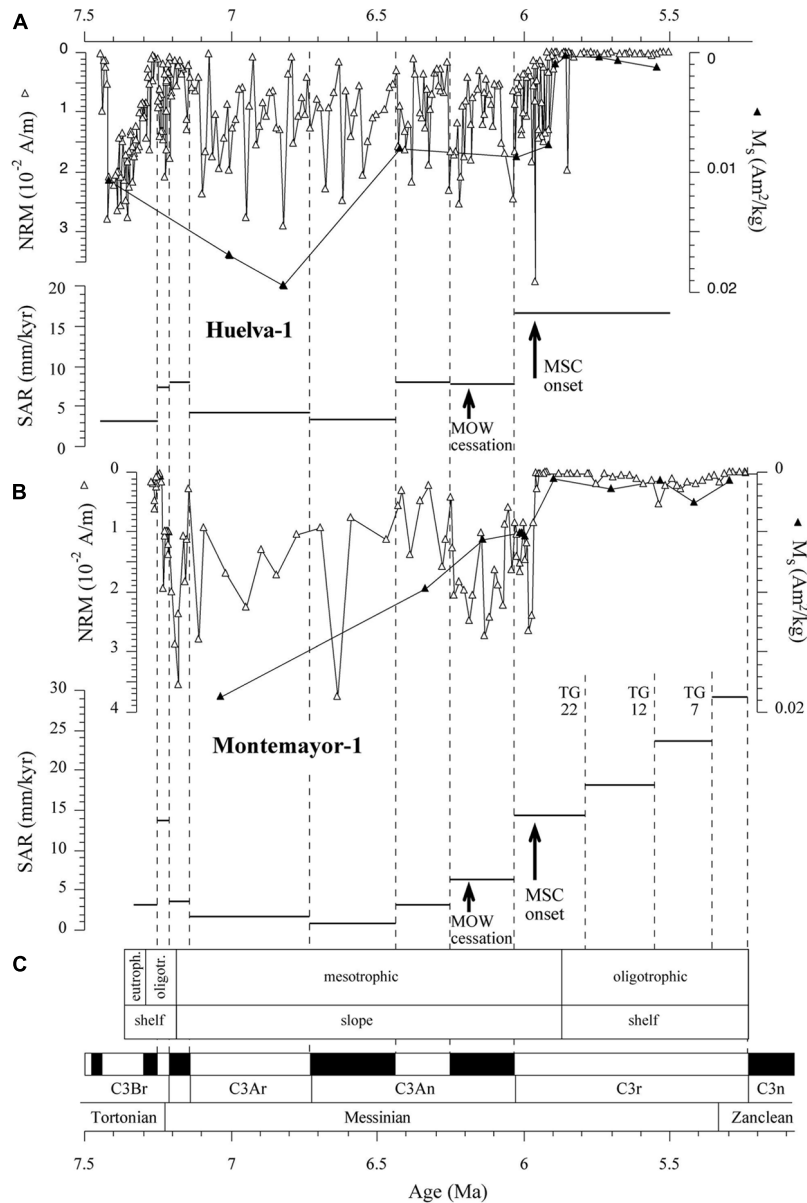 A
7.5 7 6.5 6 5.5
0
1
2
3
NRM (10-2 A/m) ▵
0
0.01
0.02
▲ Ms (Am2/kg)
20
15
10
5
0
SAR (mm/kyr)
Huelva-1
MSC
onset
MOW
cessation
B
0
1
2
3
4
NRM (10-2 A/m) ▵
0
0.02
▲ Ms (Am2/kg)
30
25
20
15
10
5
0
SAR (mm/kyr)
Montemayor-1
TG
22
TG
12
TG
7
MSC
onset
MOW
cessation
C
eutroph.
oligotr.
mesotrophic
oligotrophic
shelf slope shelf
C3Br C3Ar C3An C3r C3n
Tortonian Messinian Zanclean
7.5 7 6.5 6 5.5
Age (Ma)